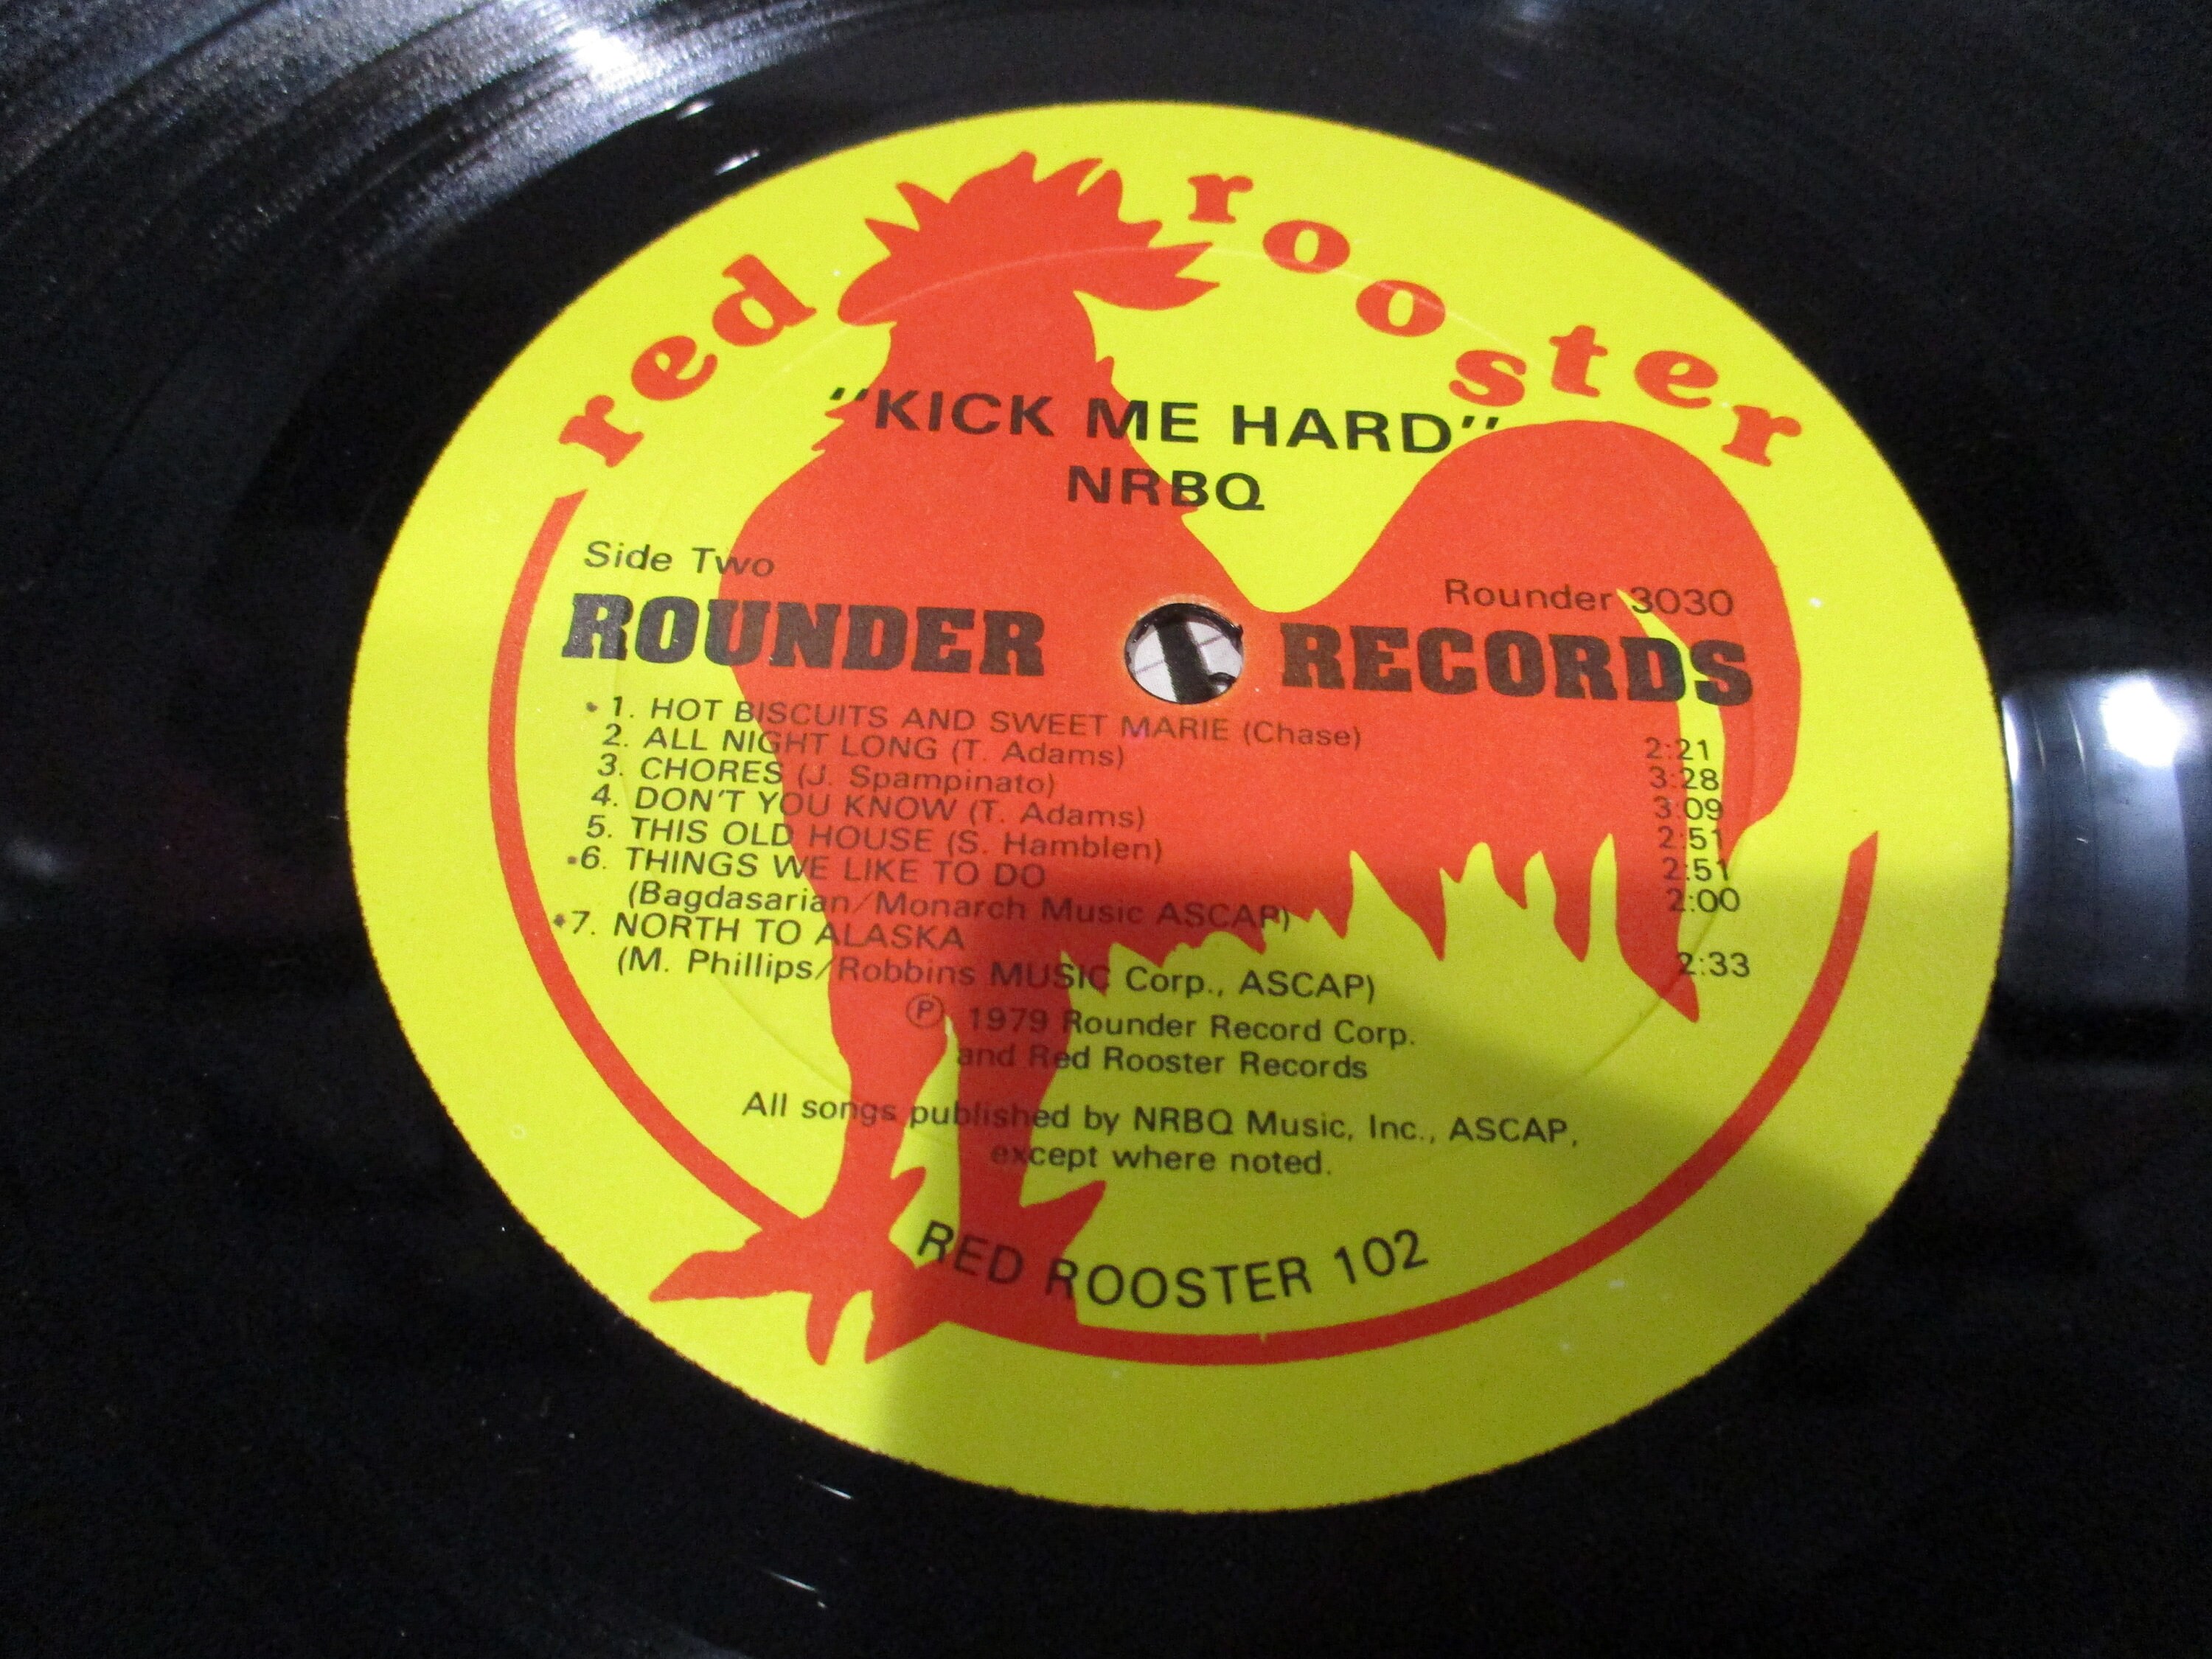 red rooster
"KICK ME HARD"
NRBQ
Side Two
Rounder 3030
ROUNDER RECORDS
1. HOT BISCUITS AND SWEET MARIE (Chase) 2:21
2. ALL NIGHT LONG (T. Adams) 3:28
3. CHORES (J. Spampinato) 3:09
4. DON'T YOU KNOW (T. Adams) 2:51
5. THIS OLD HOUSE (S. Hamblen) 2:51
6. THINGS WE LIKE TO DO 2:00
(Bagdasarian/Monarch Music ASCAP)
7. NORTH TO ALASKA
(M. Phillips/Robbins MUSIC Corp., ASCAP) 2:33
℗ 1979 Rounder Record Corp.
and Red Rooster Records
All songs published by NRBQ Music, Inc., ASCAP,
except where noted.
RED ROOSTER 102